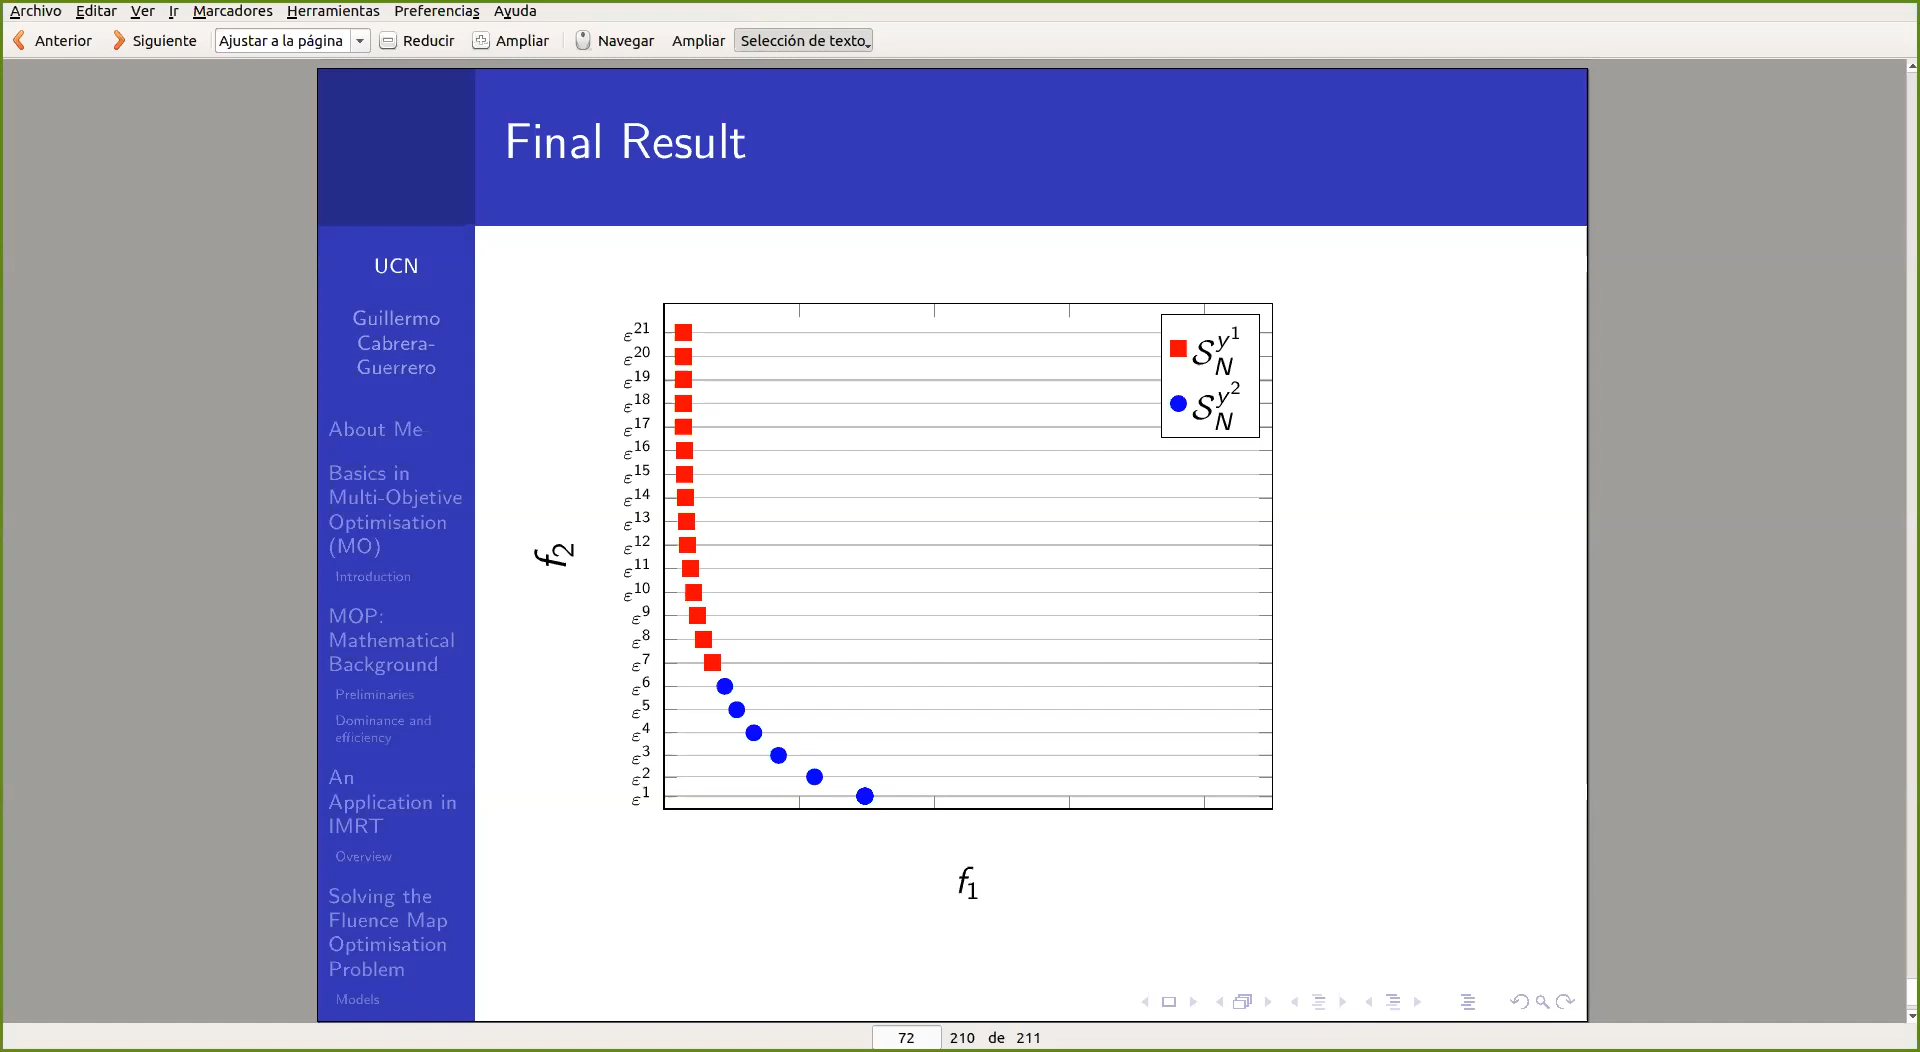 Archivo Editar Ver Ir Marcadores Herramientas Preferencias Ayuda
Anterior Siguiente Ajustar a la página Reducir Ampliar Navegar Ampliar Selección de texto
Final Result
UCN
Guillermo
Cabrera-
Guerrero
About Me
Basics in
Multi-Objetive
Optimisation
(MO)
Introduction
MOP:
Mathematical
Background
Preliminaries
Dominance and
efficiency
An
Application in
IMRT
Overview
Solving the
Fluence Map
Optimisation
Problem
Models
f₂
ε²¹
ε²⁰
ε¹⁹
ε¹⁸
ε¹⁷
ε¹⁶
ε¹⁵
ε¹⁴
ε¹³
ε¹²
ε¹¹
ε¹⁰
ε⁹
ε⁸
ε⁷
ε⁶
ε⁵
ε⁴
ε³
ε²
ε¹
𝒮_N^{y^1}
𝒮_N^{y^2}
f₁
72 210 de 211